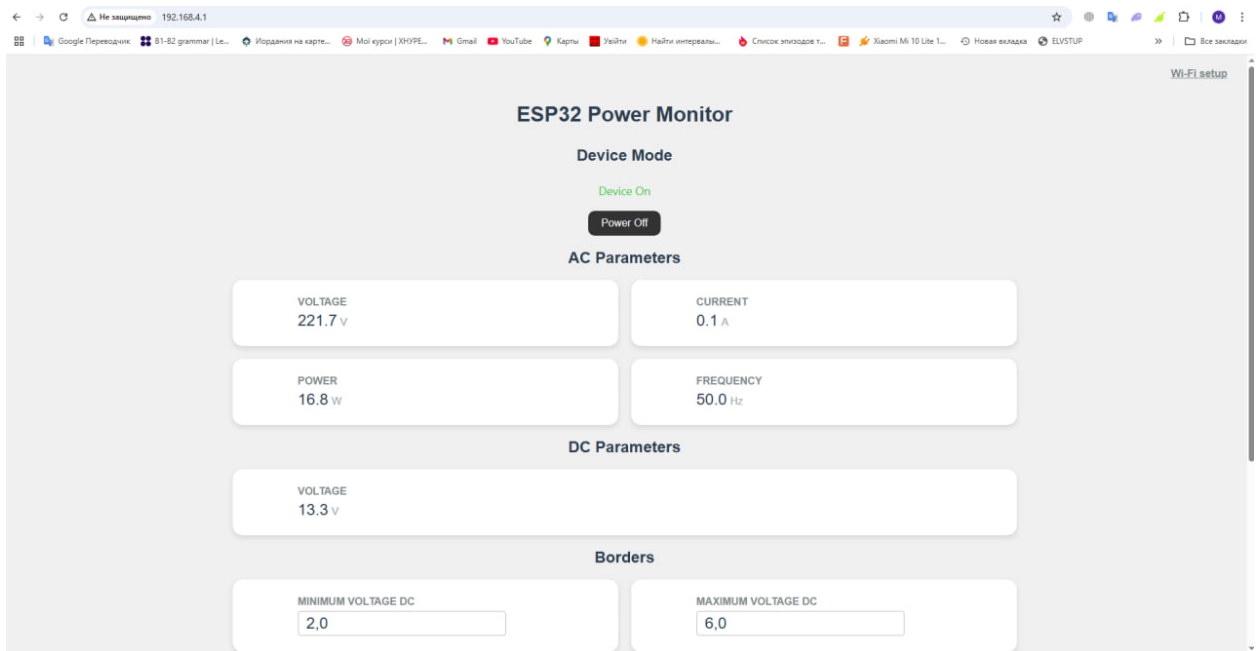 Не защищено 192.168.4.1
Google Переводчик B1-B2 grammar | Le... Иордания на карте... Мої курси | ХНУРЕ... Gmail YouTube Карты Увійти Найти интервалы... Список эпизодов т... Xiaomi Mi 10 Lite 1... Новая вкладка ELVSTUP » Все закладки
Wi-Fi setup
ESP32 Power Monitor
Device Mode
Device On
Power Off
AC Parameters
VOLTAGE CURRENT
221.7 V 0.1 A
POWER FREQUENCY
16.8 W 50.0 Hz
DC Parameters
VOLTAGE
13.3 V
Borders
MINIMUM VOLTAGE DC MAXIMUM VOLTAGE DC
2,0 6,0